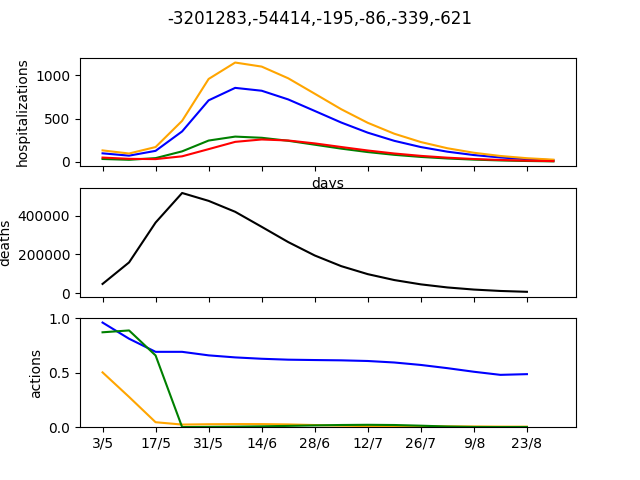 -3201283,-54414,-195,-86,-339,-621
hospitalizations
1000
500
0
days
deaths
400000
200000
0
actions
1.0
0.5
0.0
3/5 17/5 31/5 14/6 28/6 12/7 26/7 9/8 23/8